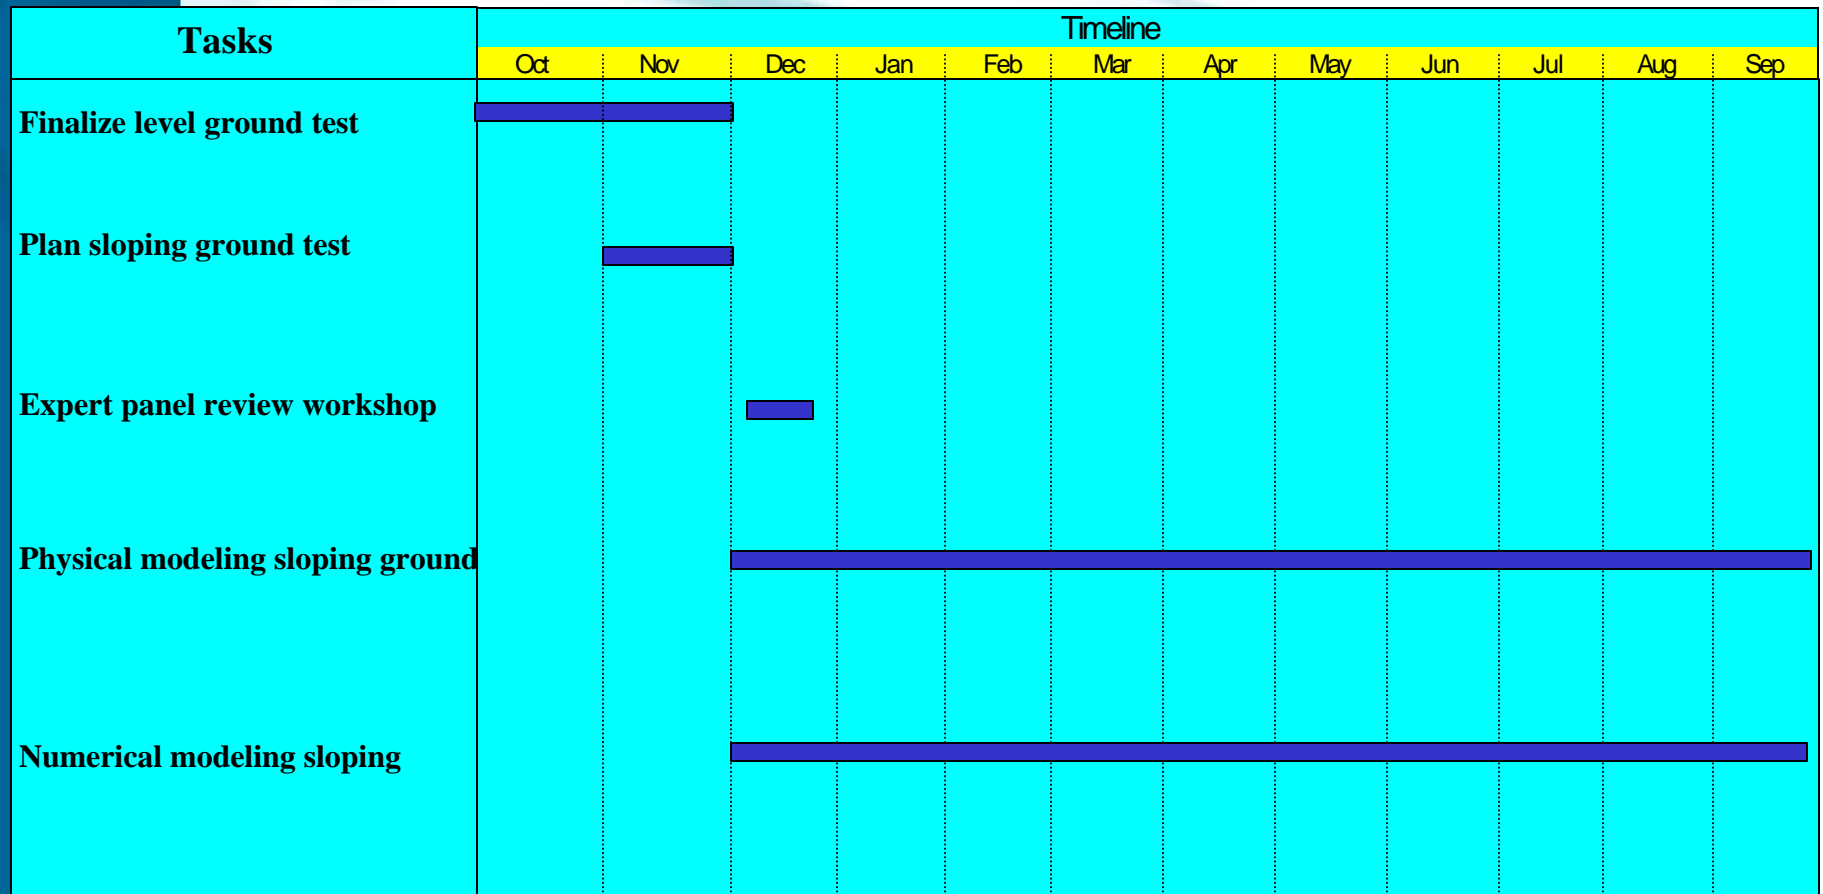 Tasks
Timeline
Oct Nov Dec Jan Feb Mar Apr May Jun Jul Aug Sep
Finalize level ground test
Plan sloping ground test
Expert panel review workshop
Physical modeling sloping ground
Numerical modeling sloping